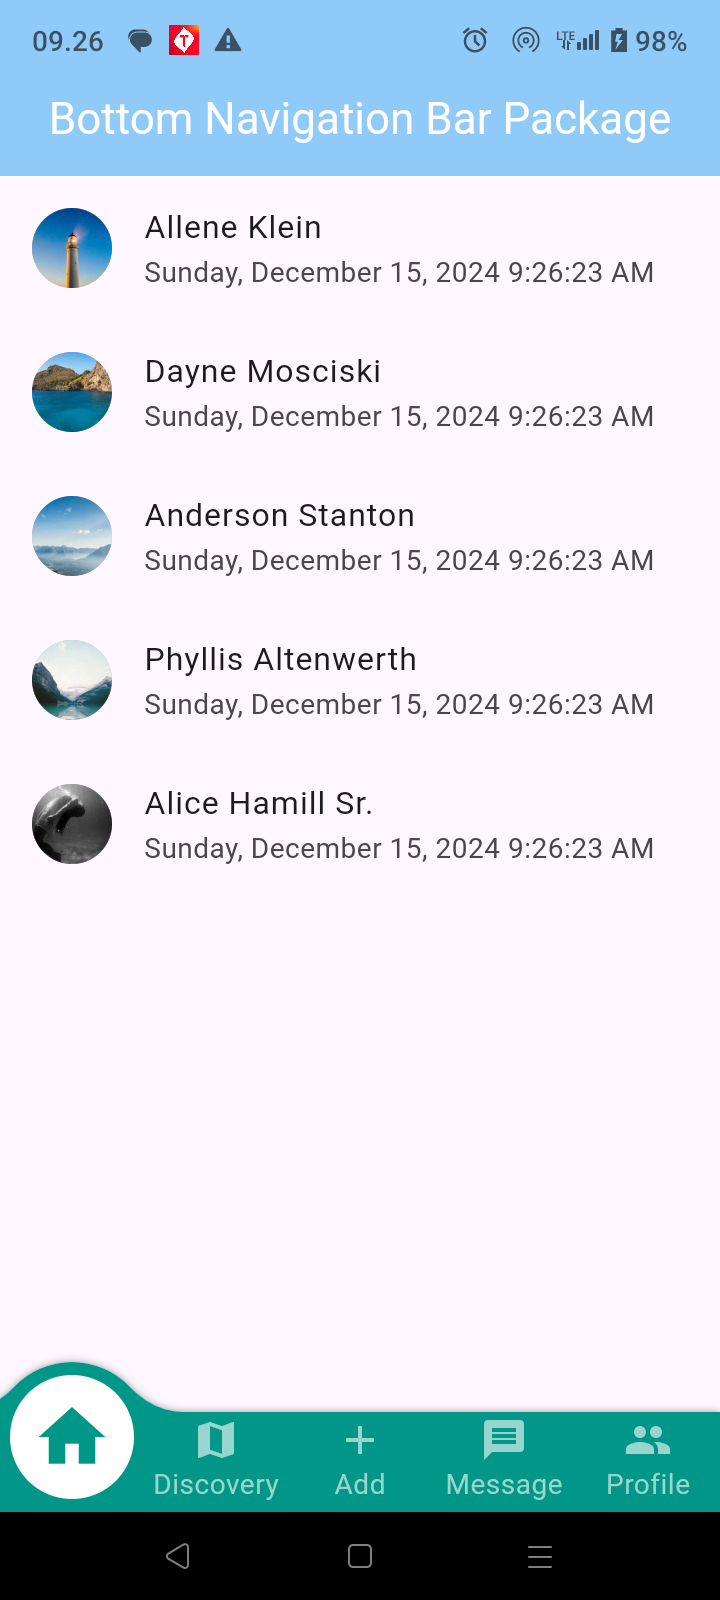 09.26
T
LTE
98%
Bottom Navigation Bar Package
Allene Klein
Sunday, December 15, 2024 9:26:23 AM
Dayne Mosciski
Sunday, December 15, 2024 9:26:23 AM
Anderson Stanton
Sunday, December 15, 2024 9:26:23 AM
Phyllis Altenwerth
Sunday, December 15, 2024 9:26:23 AM
Alice Hamill Sr.
Sunday, December 15, 2024 9:26:23 AM
Discovery
Add
Message
Profile